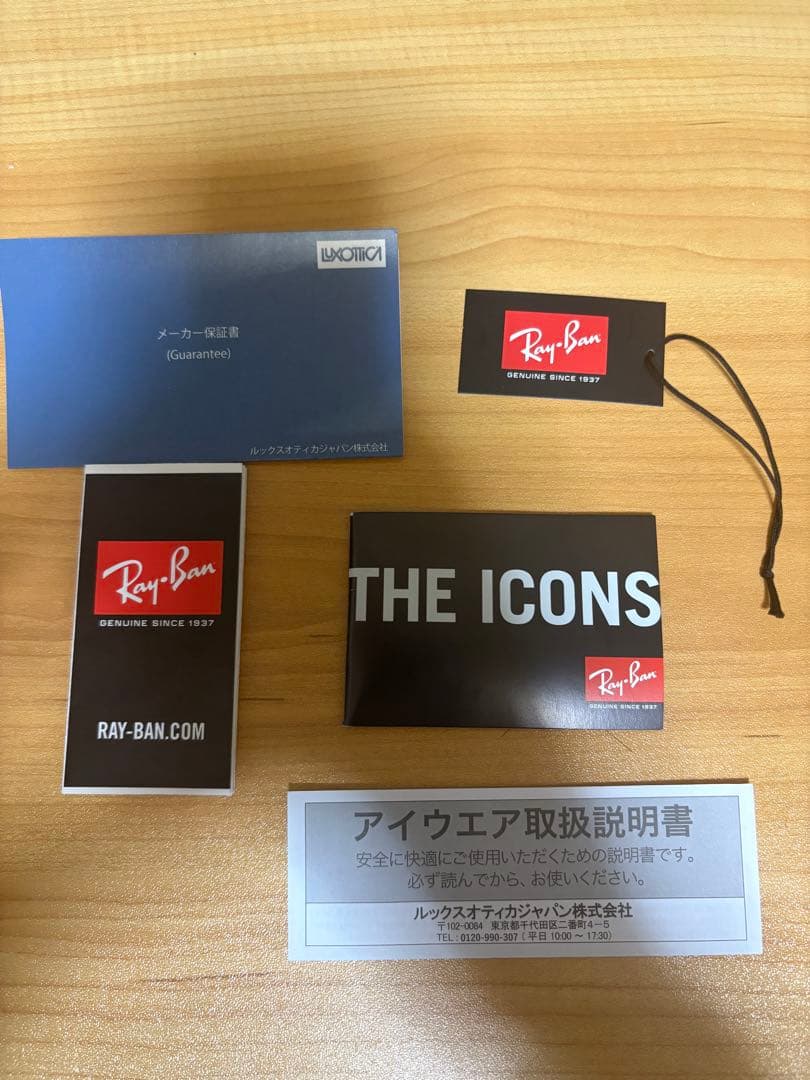 LUXOTTICA
メーカー保証書
(Guarantee)
ルックスオティカジャパン株式会社
Ray-Ban
GENUINE SINCE 1937
Ray-Ban
GENUINE SINCE 1937
RAY-BAN.COM
THE ICONS
Ray-Ban
GENUINE SINCE 1937
アイウエア取扱説明書
安全に快適にご使用いただくための説明書です。
必ず読んでから、お使いください。
ルックスオティカジャパン株式会社
〒102-0084 東京都千代田区二番町4-5
TEL : 0120-990-307 ( 平日 10:00 ~ 17:30)